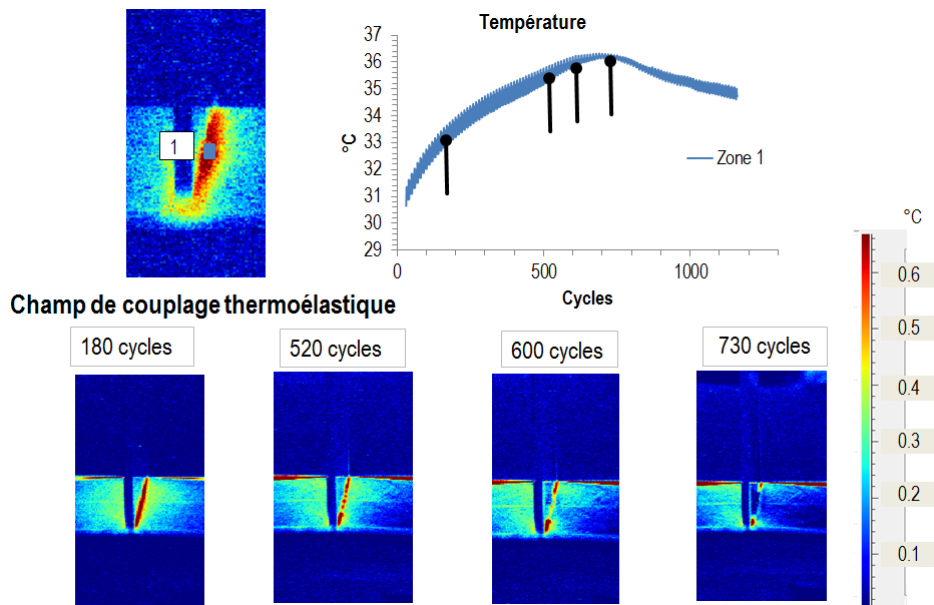 Température
37
36
35
34
33
32
31
30
29
°C
1
Zone 1
0
500
1000
Cycles
°C
0.6
0.5
0.4
0.3
0.2
0.1
Champ de couplage thermoélastique
180 cycles
520 cycles
600 cycles
730 cycles